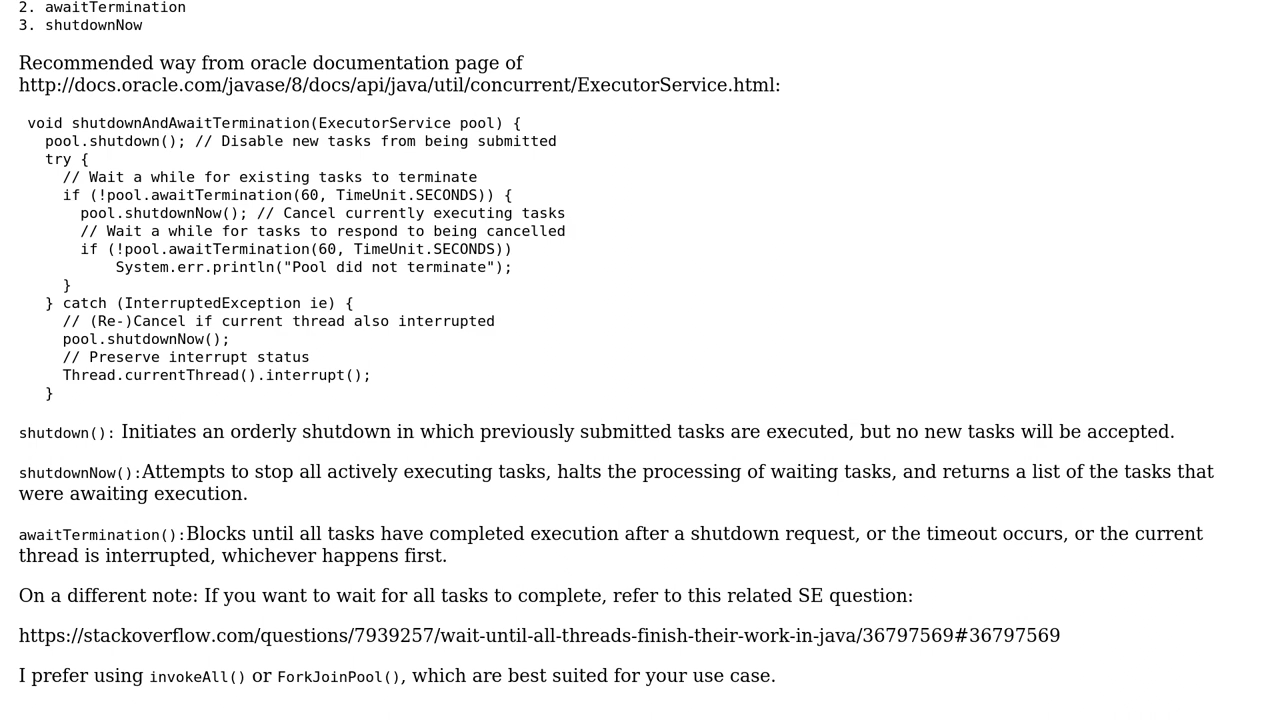 2. awaitTermination
3. shutdownNow
Recommended way from oracle documentation page of
http://docs.oracle.com/javase/8/docs/api/java/util/concurrent/ExecutorService.html:
void shutdownAndAwaitTermination(ExecutorService pool) {
pool.shutdown(); // Disable new tasks from being submitted
try {
// Wait a while for existing tasks to terminate
if (!pool.awaitTermination(60, TimeUnit.SECONDS)) {
pool.shutdownNow(); // Cancel currently executing tasks
// Wait a while for tasks to respond to being cancelled
if (!pool.awaitTermination(60, TimeUnit.SECONDS))
System.err.println("Pool did not terminate");
}
} catch (InterruptedException ie) {
// (Re-)Cancel if current thread also interrupted
pool.shutdownNow();
// Preserve interrupt status
Thread.currentThread().interrupt();
}
shutdown(): Initiates an orderly shutdown in which previously submitted tasks are executed, but no new tasks will be accepted.
shutdownNow():Attempts to stop all actively executing tasks, halts the processing of waiting tasks, and returns a list of the tasks that
were awaiting execution.
awaitTermination():Blocks until all tasks have completed execution after a shutdown request, or the timeout occurs, or the current
thread is interrupted, whichever happens first.
On a different note: If you want to wait for all tasks to complete, refer to this related SE question:
https://stackoverflow.com/questions/7939257/wait-until-all-threads-finish-their-work-in-java/36797569#36797569
I prefer using invokeAll() or ForkJoinPool(), which are best suited for your use case.